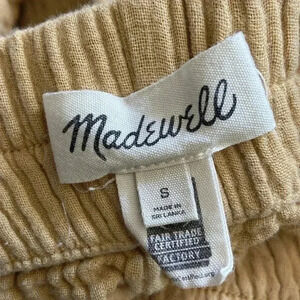 Madewell
S
MADE IN
SRI LANKA
FAIR TRADE
CERTIFIED
FACTORY